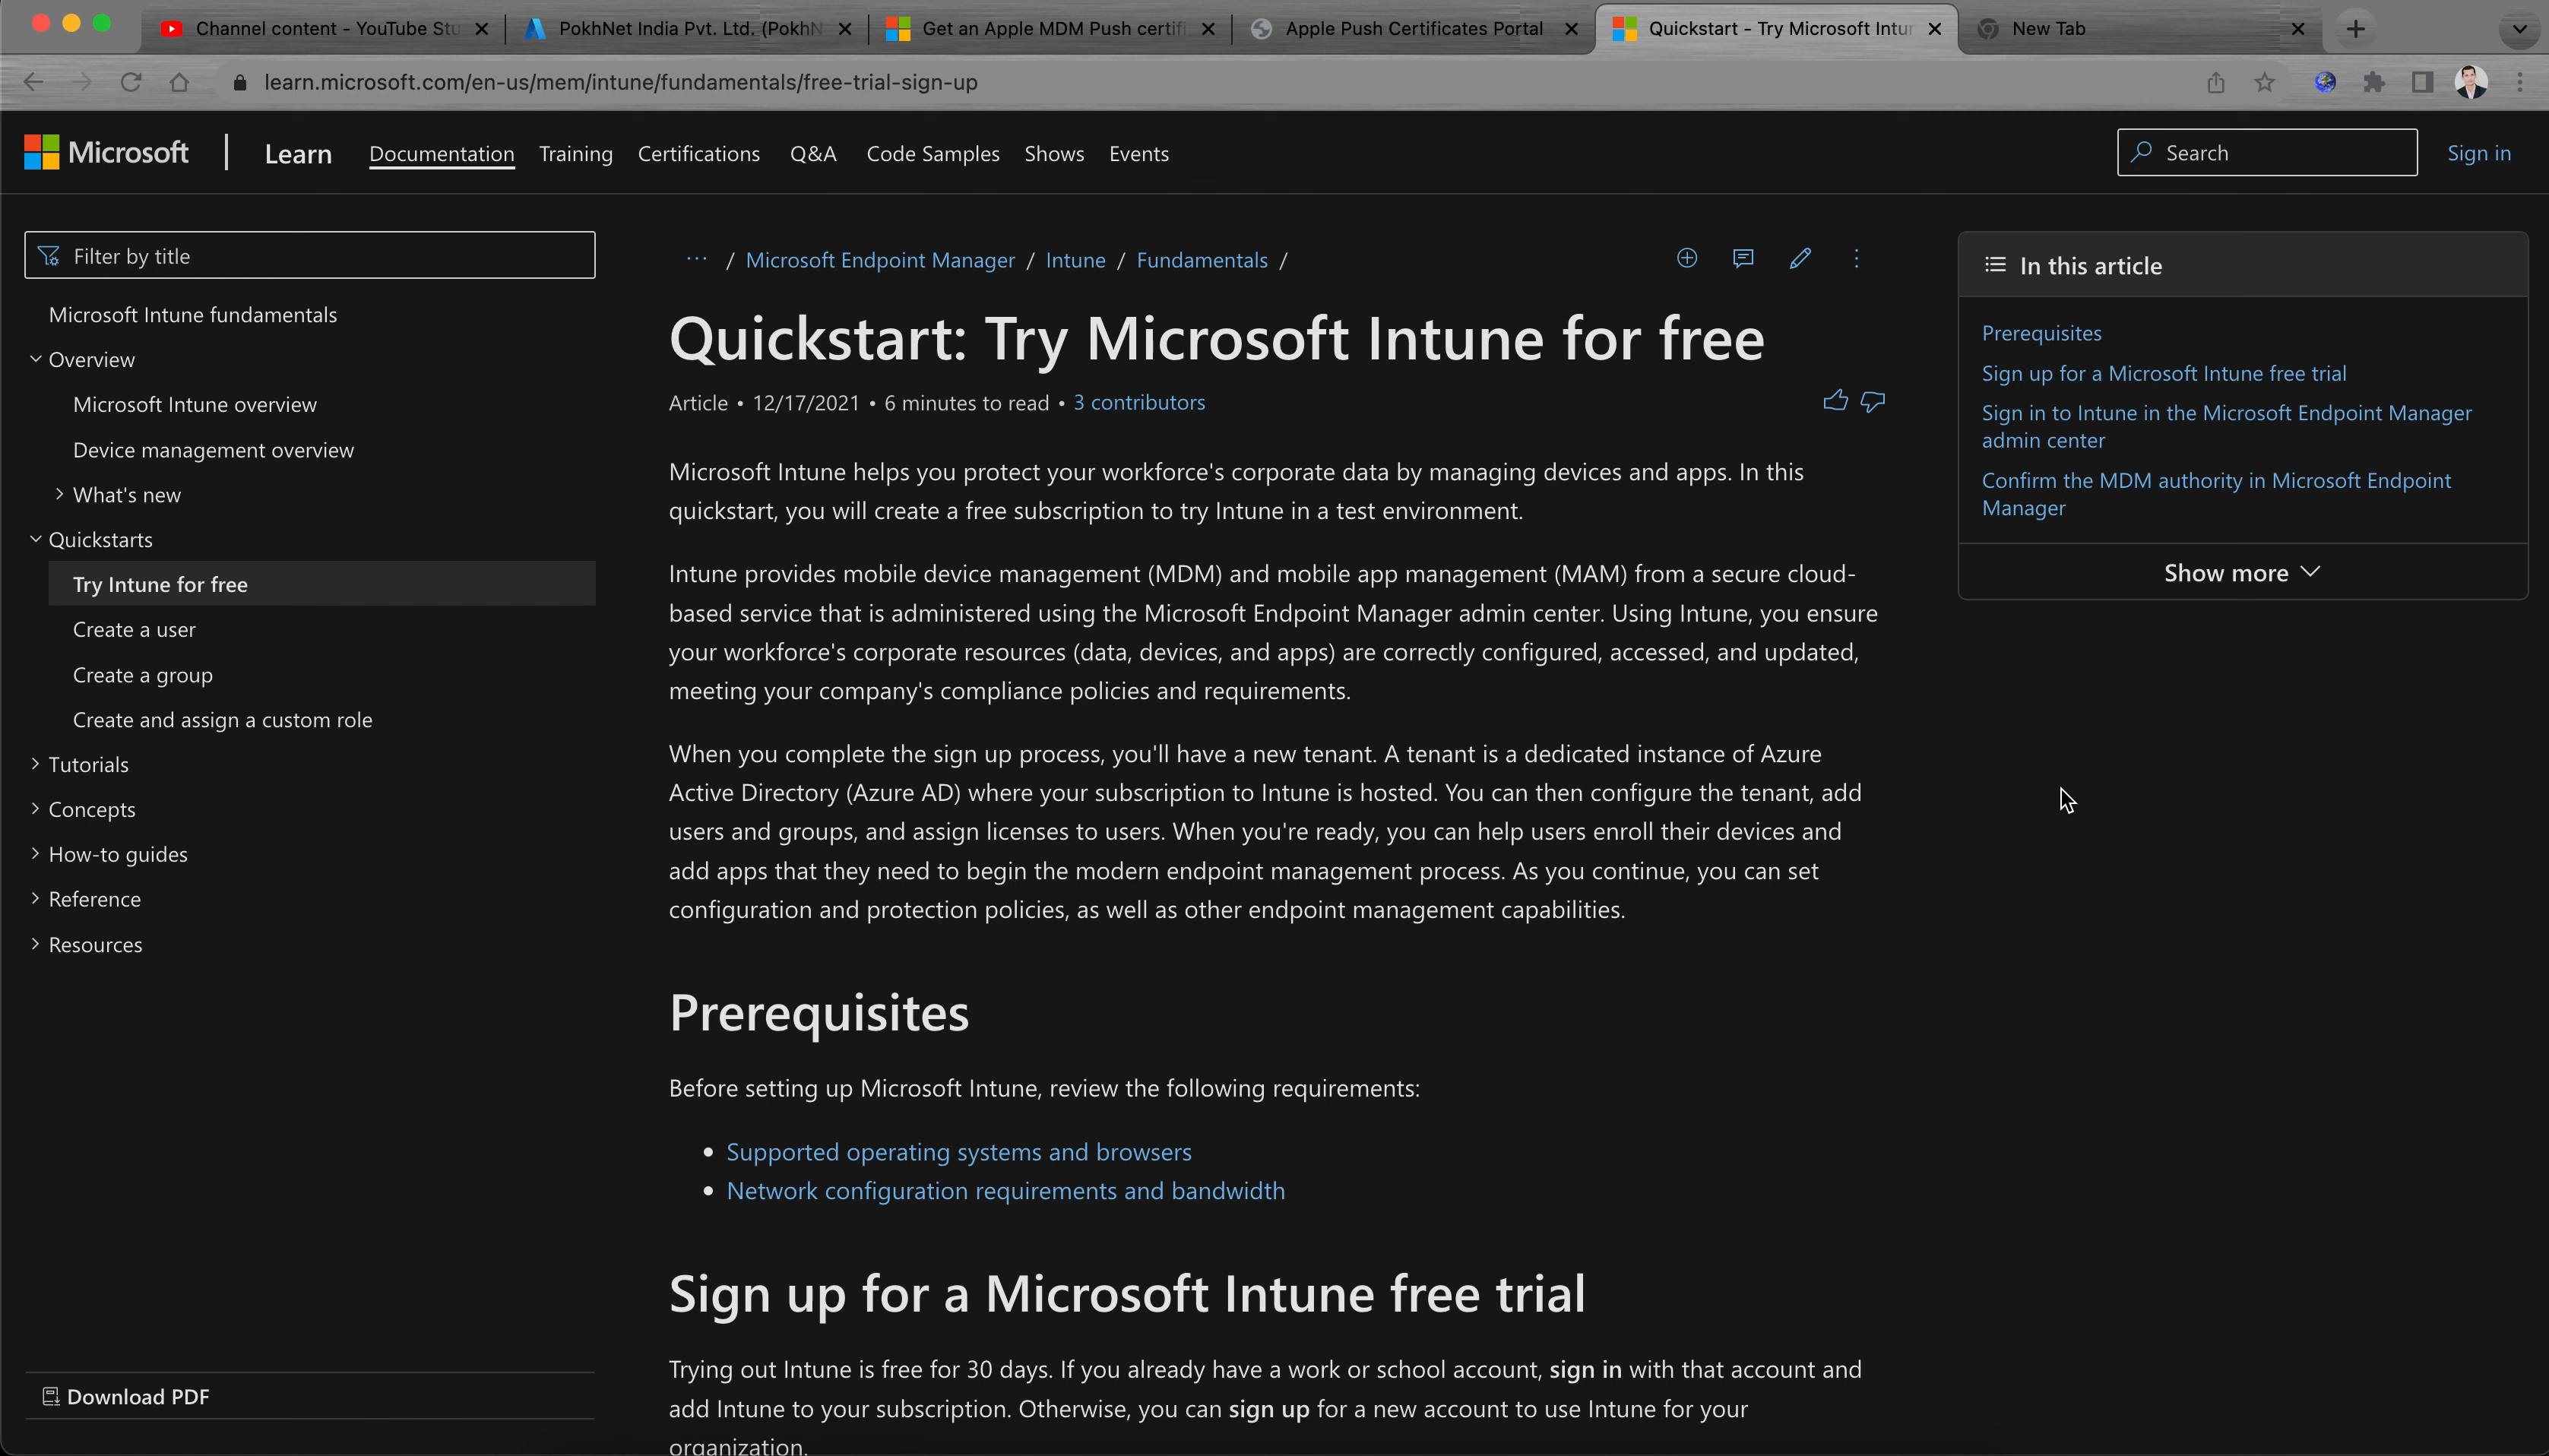 Channel content - YouTube Stu
PokhNet India Pvt. Ltd. (PokhN
Get an Apple MDM Push certifi
Apple Push Certificates Portal
Quickstart - Try Microsoft Intun
New Tab
learn.microsoft.com/en-us/mem/intune/fundamentals/free-trial-sign-up
Microsoft
Learn
Documentation
Training
Certifications
Q&A
Code Samples
Shows
Events
Search
Sign in
Filter by title
Microsoft Intune fundamentals
Overview
Microsoft Intune overview
Device management overview
What's new
Quickstarts
Try Intune for free
Create a user
Create a group
Create and assign a custom role
Tutorials
Concepts
How-to guides
Reference
Resources
Download PDF
··· / Microsoft Endpoint Manager / Intune / Fundamentals /
Quickstart: Try Microsoft Intune for free
Article • 12/17/2021 • 6 minutes to read • 3 contributors
Microsoft Intune helps you protect your workforce's corporate data by managing devices and apps. In this
quickstart, you will create a free subscription to try Intune in a test environment.
Intune provides mobile device management (MDM) and mobile app management (MAM) from a secure cloud-
based service that is administered using the Microsoft Endpoint Manager admin center. Using Intune, you ensure
your workforce's corporate resources (data, devices, and apps) are correctly configured, accessed, and updated,
meeting your company's compliance policies and requirements.
When you complete the sign up process, you'll have a new tenant. A tenant is a dedicated instance of Azure
Active Directory (Azure AD) where your subscription to Intune is hosted. You can then configure the tenant, add
users and groups, and assign licenses to users. When you're ready, you can help users enroll their devices and
add apps that they need to begin the modern endpoint management process. As you continue, you can set
configuration and protection policies, as well as other endpoint management capabilities.
Prerequisites
Before setting up Microsoft Intune, review the following requirements:
• Supported operating systems and browsers
• Network configuration requirements and bandwidth
Sign up for a Microsoft Intune free trial
Trying out Intune is free for 30 days. If you already have a work or school account, sign in with that account and
add Intune to your subscription. Otherwise, you can sign up for a new account to use Intune for your
organization.
In this article
Prerequisites
Sign up for a Microsoft Intune free trial
Sign in to Intune in the Microsoft Endpoint Manager
admin center
Confirm the MDM authority in Microsoft Endpoint
Manager
Show more